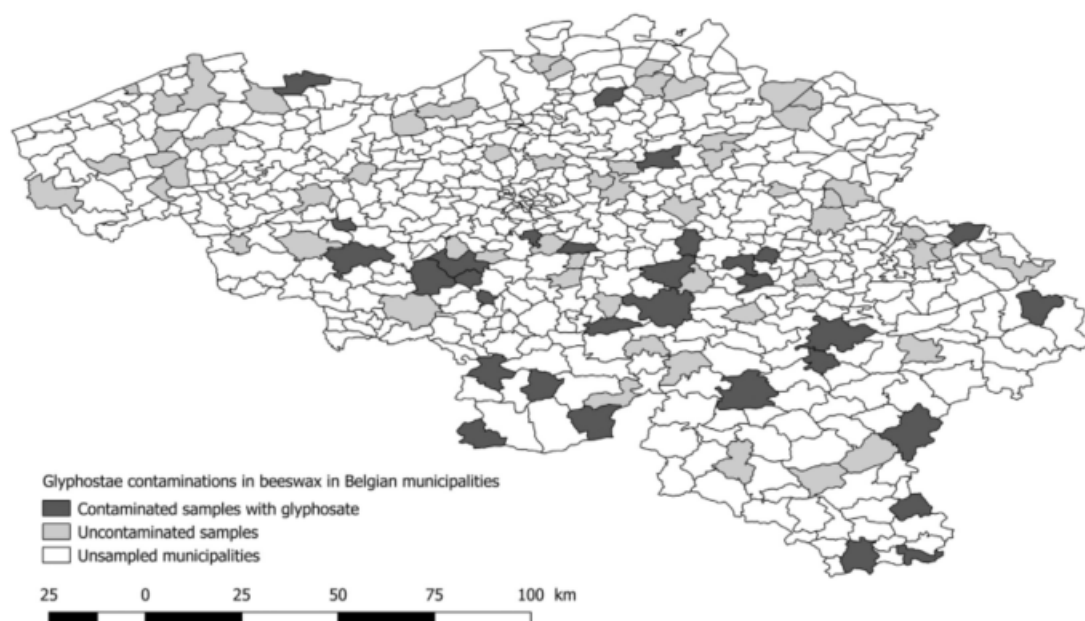 Glyphostae contaminations in beeswax in Belgian municipalities
Contaminated samples with glyphosate
Uncontaminated samples
Unsampled municipalities
25 0 25 50 75 100 km